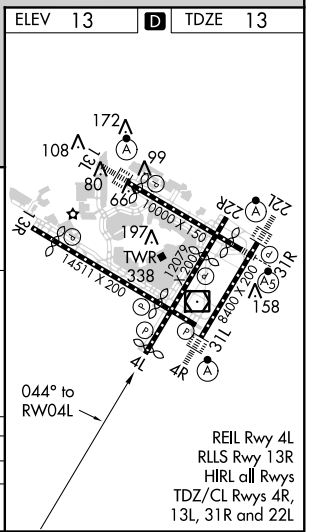 ELEV 13 D TDZE 13
172
108
13L
99
A
80
66
P
10000 X 150
22R
A
22L
13R
P
197
TWR
338
12079 X 200
P
31R
A5
14511 X 200
8400 X 200
158
P
P
31L
4L
4R
A
044° to
RW04L
REIL Rwy 4L
RLLS Rwy 13R
HIRL all Rwys
TDZ/CL Rwys 4R,
13L, 31R and 22L